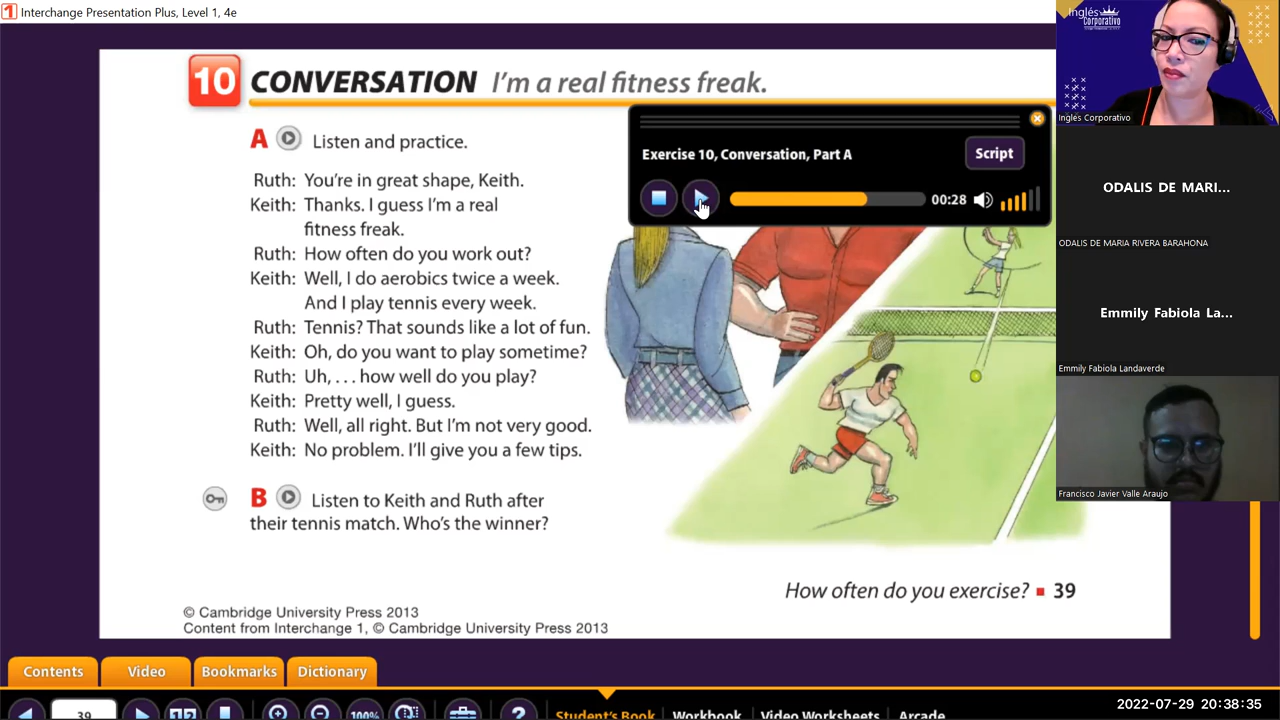 Interchange Presentation Plus, Level 1, 4e
10 CONVERSATION I'm a real fitness freak.
A Listen and practice.
Ruth: You're in great shape, Keith.
Keith: Thanks. I guess I'm a real
fitness freak.
Ruth: How often do you work out?
Keith: Well, I do aerobics twice a week.
And I play tennis every week.
Ruth: Tennis? That sounds like a lot of fun.
Keith: Oh, do you want to play sometime?
Ruth: Uh, . . . how well do you play?
Keith: Pretty well, I guess.
Ruth: Well, all right. But I'm not very good.
Keith: No problem. I'll give you a few tips.
B Listen to Keith and Ruth after
their tennis match. Who's the winner?
How often do you exercise? 39
© Cambridge University Press 2013
Content from Interchange 1, © Cambridge University Press 2013
Exercise 10, Conversation, Part A
Script
00:28
Inglés
Corporativo
Inglés Corporativo
ODALIS DE MARI...
ODALIS DE MARIA RIVERA BARAHONA
Emmily Fabiola La...
Emmily Fabiola Landaverde
Francisco Javier Valle Araujo
Contents
Video
Bookmarks
Dictionary
39
100%
?
Student's Book
Workbook
Video Worksheets
Arcade
2022-07-29 20:38:35